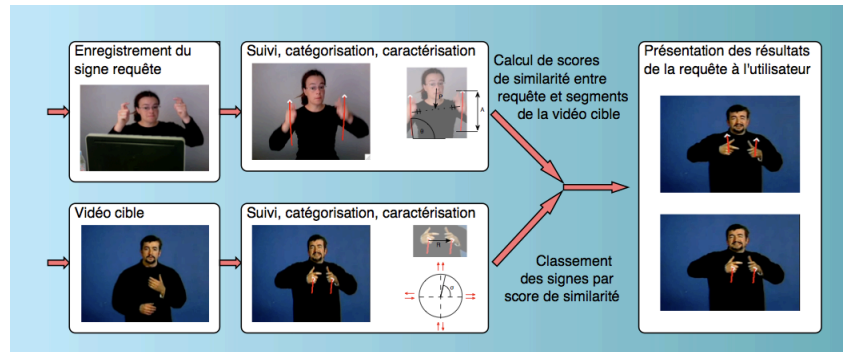 Enregistrement du
signe requête
Suivi, catégorisation, caractérisation
Calcul de scores
de similarité entre
requête et segments
de la vidéo cible
Présentation des résultats
de la requête à l'utilisateur
A
Vidéo cible
Suivi, catégorisation, caractérisation
Classement
des signes par
score de similarité